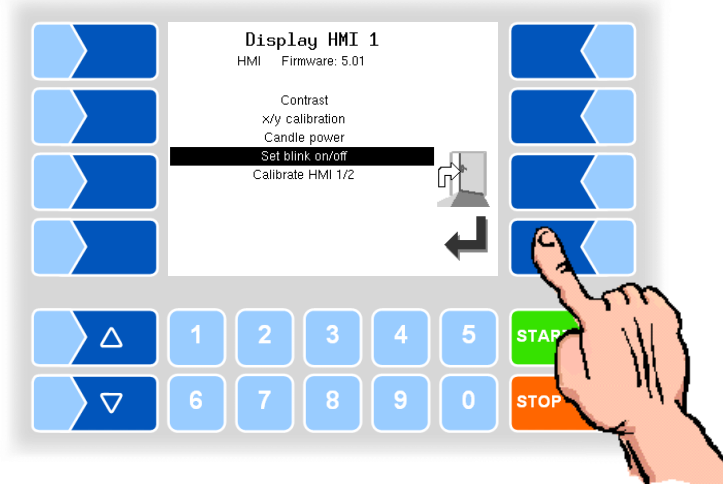 Display HMI 1
HMI Firmware: 5.01
Contrast
x/y calibration
Candle power
Set blink on/off
Calibrate HMI 1/2
1 2 3 4 5
START
6 7 8 9 0
STOP